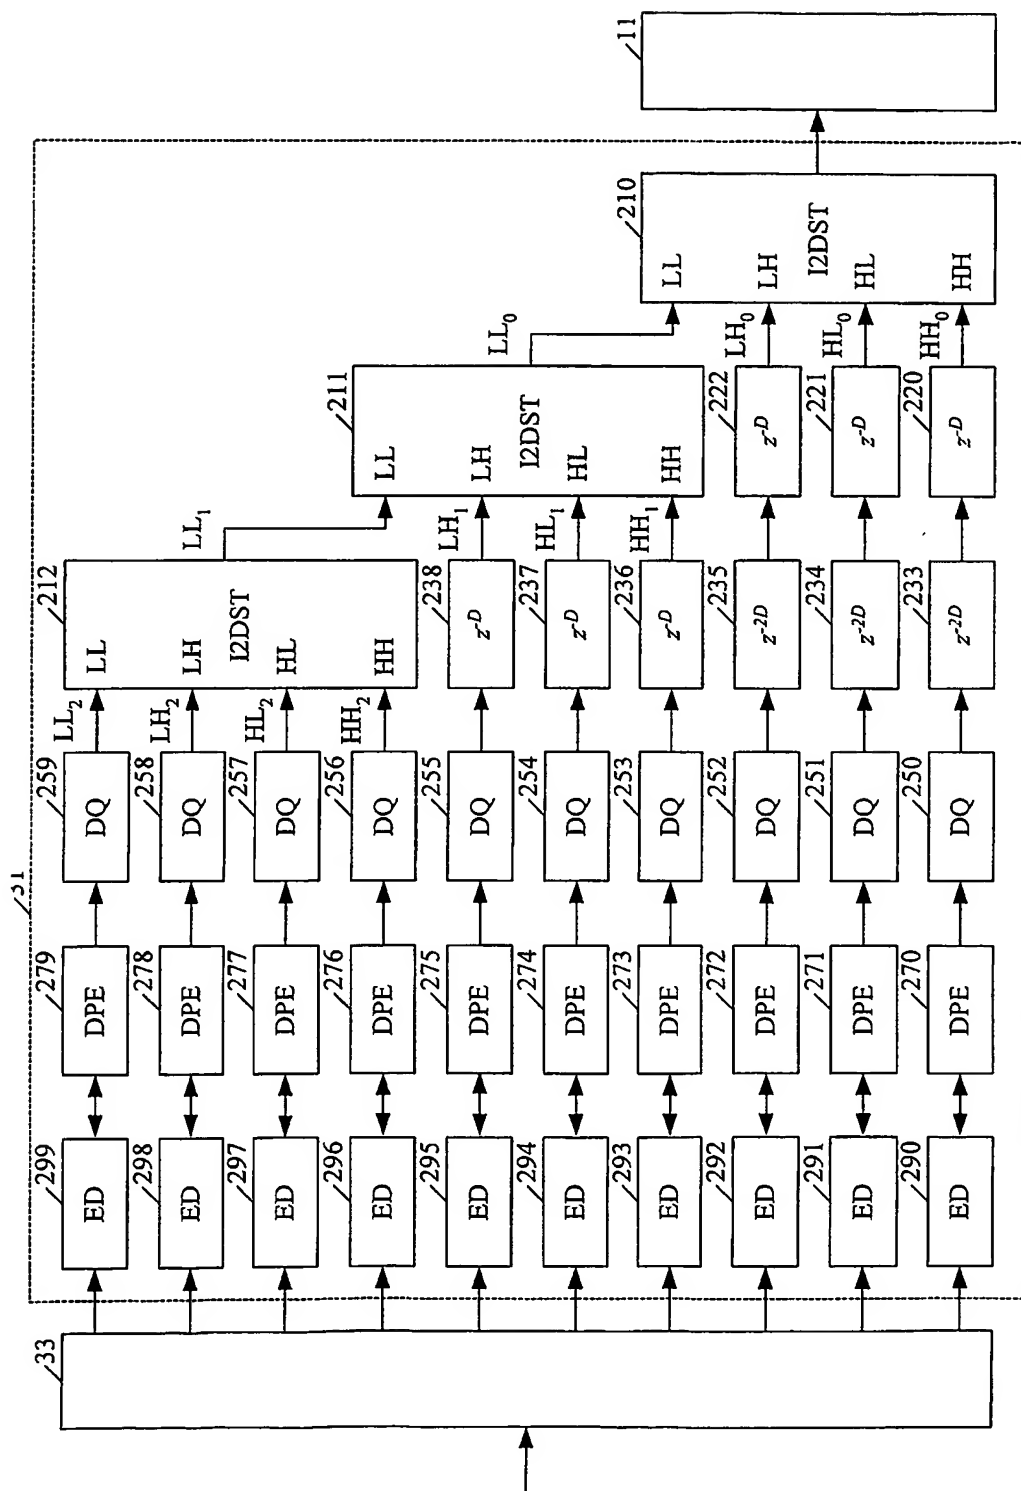 33
299
279
259
212
LL₂
ED
DPE
DQ
LL
298
278
258
LH₂
ED
DPE
DQ
LH
LL₁
297
277
257
I2DST
HL₂
ED
DPE
DQ
HL
296
276
256
211
HH₂
ED
DPE
DQ
HH
LL
295
275
255
238
LH₁
ED
DPE
DQ
z⁻ᴰ
LH
LL₀
294
274
254
237
I2DST
HL₁
ED
DPE
DQ
z⁻ᴰ
HL
293
273
253
236
HH₁
210
11
ED
DPE
DQ
z⁻ᴰ
HH
LL
292
272
252
235
222
LH₀
ED
DPE
DQ
z⁻²ᴰ
z⁻ᴰ
LH
291
271
251
234
221
I2DST
HL₀
ED
DPE
DQ
z⁻²ᴰ
z⁻ᴰ
HL
290
270
250
233
220
HH₀
ED
DPE
DQ
z⁻²ᴰ
z⁻ᴰ
HH